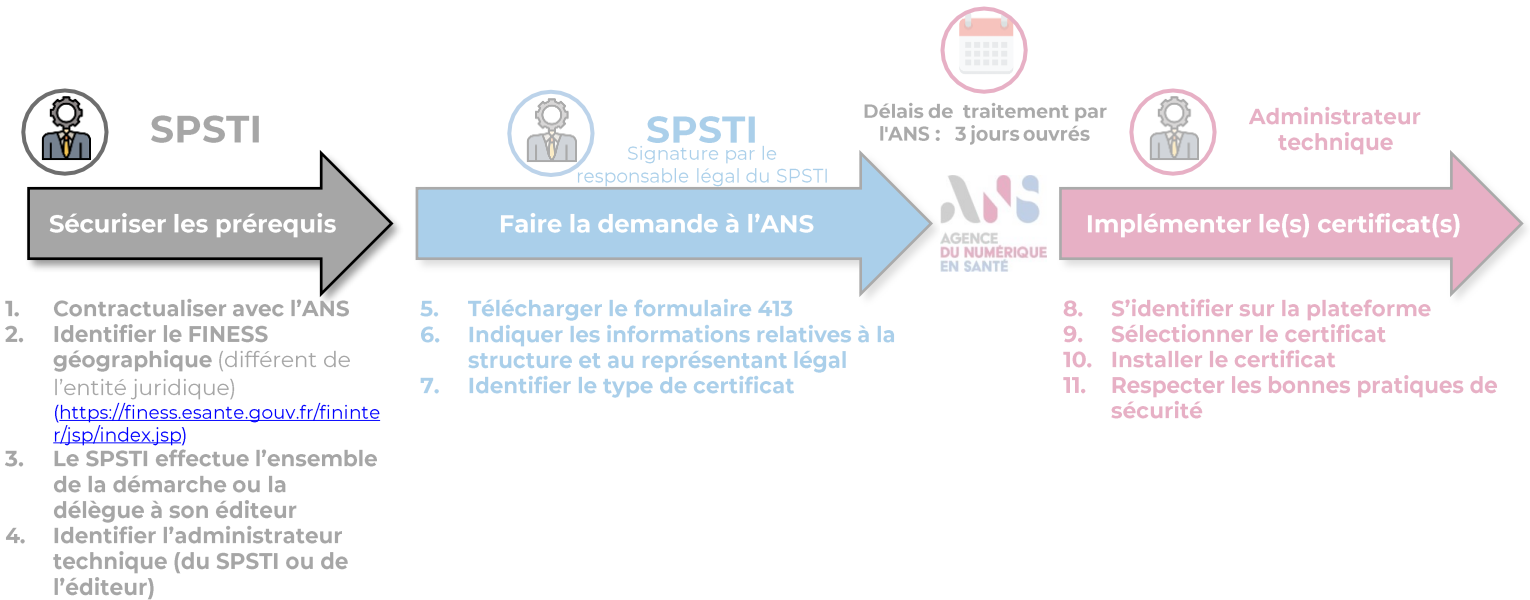 SPSTI
Sécuriser les prérequis
1. Contractualiser avec l'ANS
2. Identifier le FINESS
géographique (différent de
l'entité juridique)
(https://finess.esante.gouv.fr/fininte
r/jsp/index.jsp)
3. Le SPSTI effectue l'ensemble
de la démarche ou la
délègue à son éditeur
4. Identifier l'administrateur
technique (du SPSTI ou de
l'éditeur)
SPSTI
Signature par le
responsable légal du SPSTI
Faire la demande à l'ANS
5. Télécharger le formulaire 413
6. Indiquer les informations relatives à la
structure et au représentant légal
7. Identifier le type de certificat
Délais de traitement par
l'ANS : 3 jours ouvrés
ANS
AGENCE
DU NUMÉRIQUE
EN SANTÉ
Administrateur
technique
Implémenter le(s) certificat(s)
8. S'identifier sur la plateforme
9. Sélectionner le certificat
10. Installer le certificat
11. Respecter les bonnes pratiques de
sécurité